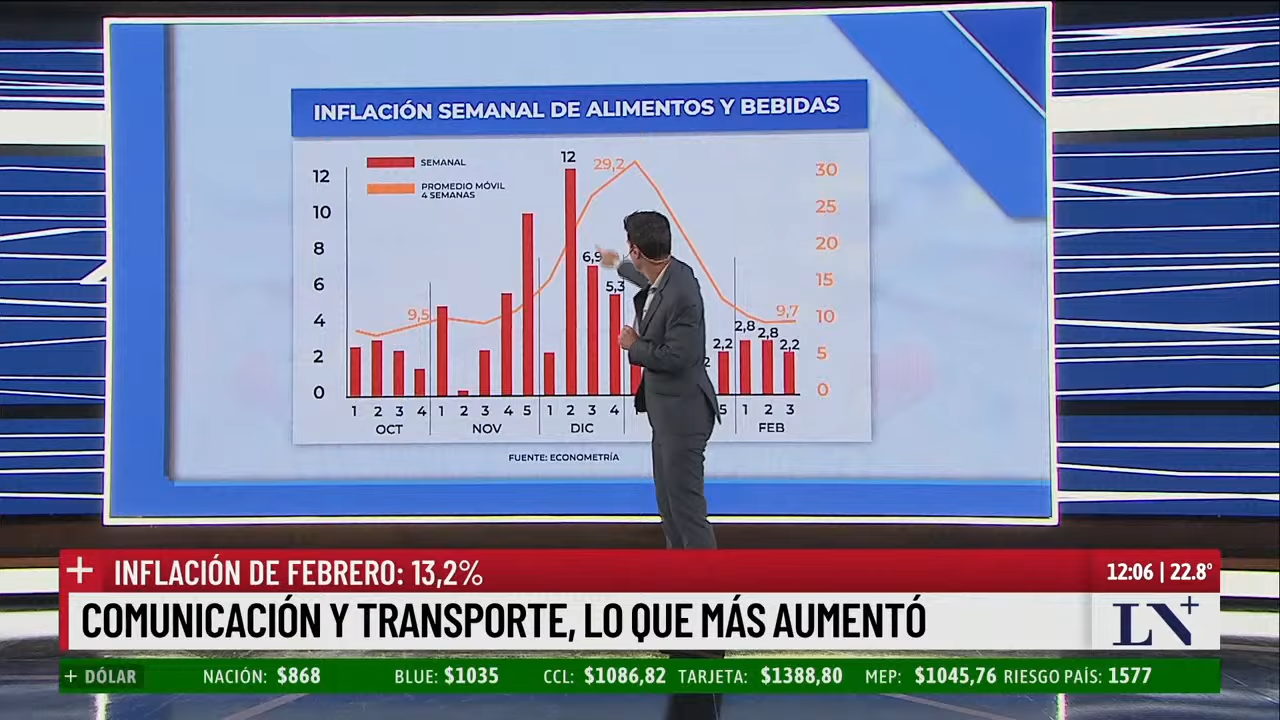 INFLACIÓN SEMANAL DE ALIMENTOS Y BEBIDAS
SEMANAL
PROMEDIO MÓVIL
4 SEMANAS
12
10
8
6
4
2
0
30
25
20
15
10
5
0
9,5
12
29,2
6,9
5,3
2,2
2,8
2,8
2,2
9,7
1 2 3 4 1 2 3 4 5 1 2 3 4 5 1 2 3
OCT NOV DIC FEB
FUENTE: ECONOMETRÍA
+ INFLACIÓN DE FEBRERO: 13,2%
12:06 | 22.8°
COMUNICACIÓN Y TRANSPORTE, LO QUE MÁS AUMENTÓ
LN+
+ DÓLAR NACIÓN: $868 BLUE: $1035 CCL: $1086,82 TARJETA: $1388,80 MEP: $1045,76 RIESGO PAÍS: 1577